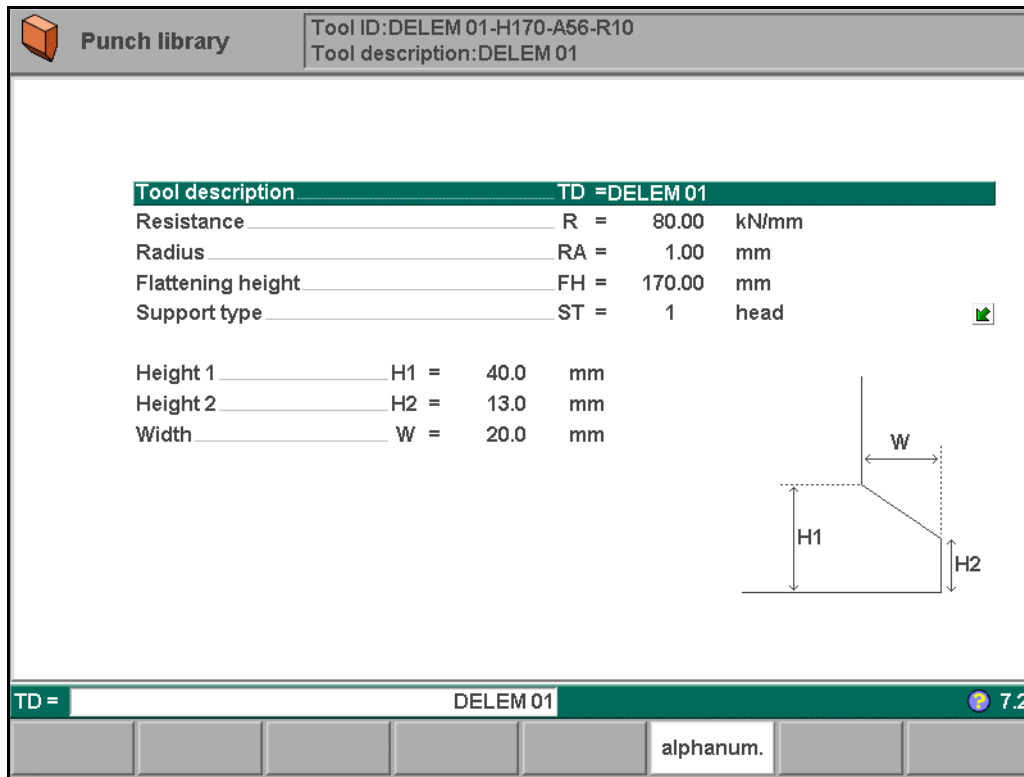 Punch library
Tool ID:DELEM 01-H170-A56-R10
Tool description:DELEM 01
Tool description TD =DELEM 01
Resistance R = 80.00 kN/mm
Radius RA = 1.00 mm
Flattening height FH = 170.00 mm
Support type ST = 1 head
Height 1 H1 = 40.0 mm
Height 2 H2 = 13.0 mm
Width W = 20.0 mm
W
H1
H2
TD = DELEM 01 ? 7.2
alphanum.